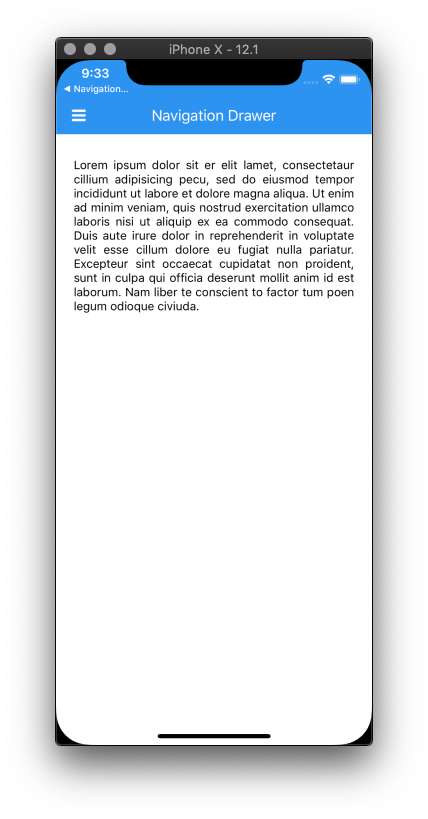 iPhone X - 12.1
9:33
Navigation...
Navigation Drawer
Lorem ipsum dolor sit er elit lamet, consectetaur
cillium adipisicing pecu, sed do eiusmod tempor
incididunt ut labore et dolore magna aliqua. Ut enim
ad minim veniam, quis nostrud exercitation ullamco
laboris nisi ut aliquip ex ea commodo consequat.
Duis aute irure dolor in reprehenderit in voluptate
velit esse cillum dolore eu fugiat nulla pariatur.
Excepteur sint occaecat cupidatat non proident,
sunt in culpa qui officia deserunt mollit anim id est
laborum. Nam liber te conscient to factor tum poen
legum odioque civiuda.